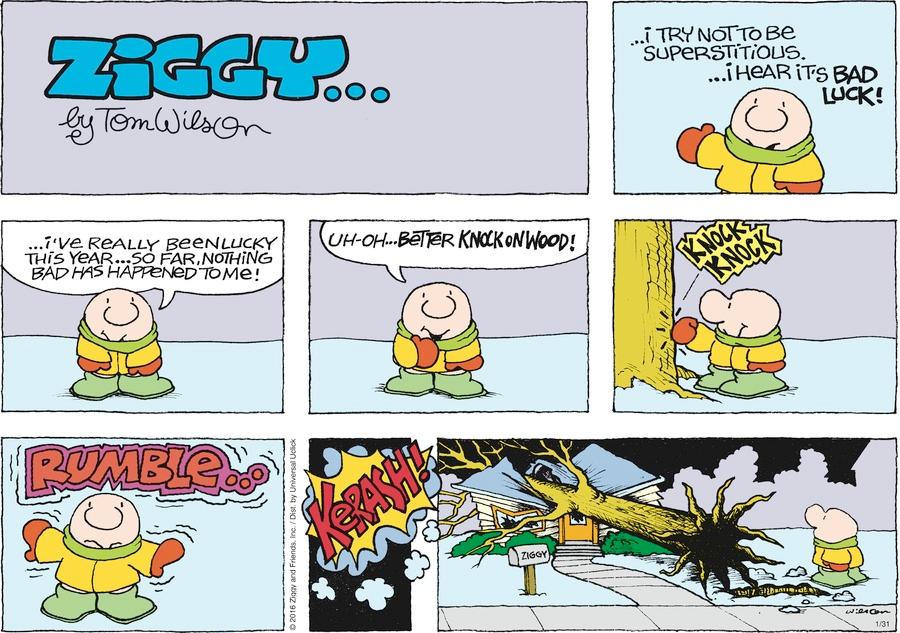 ZiGGY...
by Tom Wilson
...i TRY NOT TO BE
SUPERSTiTiOUS.
...i HEAR iT'S BAD
LUCK!
...i'VE REALLY BEEN LUCKY
THiS YEAR...SO FAR, NOTHiNG
BAD HAS HAPPENED TO Me!
UH-OH...BeTTER KNOCK ON WOOD!
KNOCK
KNOCK
RUMBLe...
© 2016 Ziggy and Friends, Inc. / Dist. by Universal Uclick
KeRASH!
ZIGGY
WiLSON
1/31